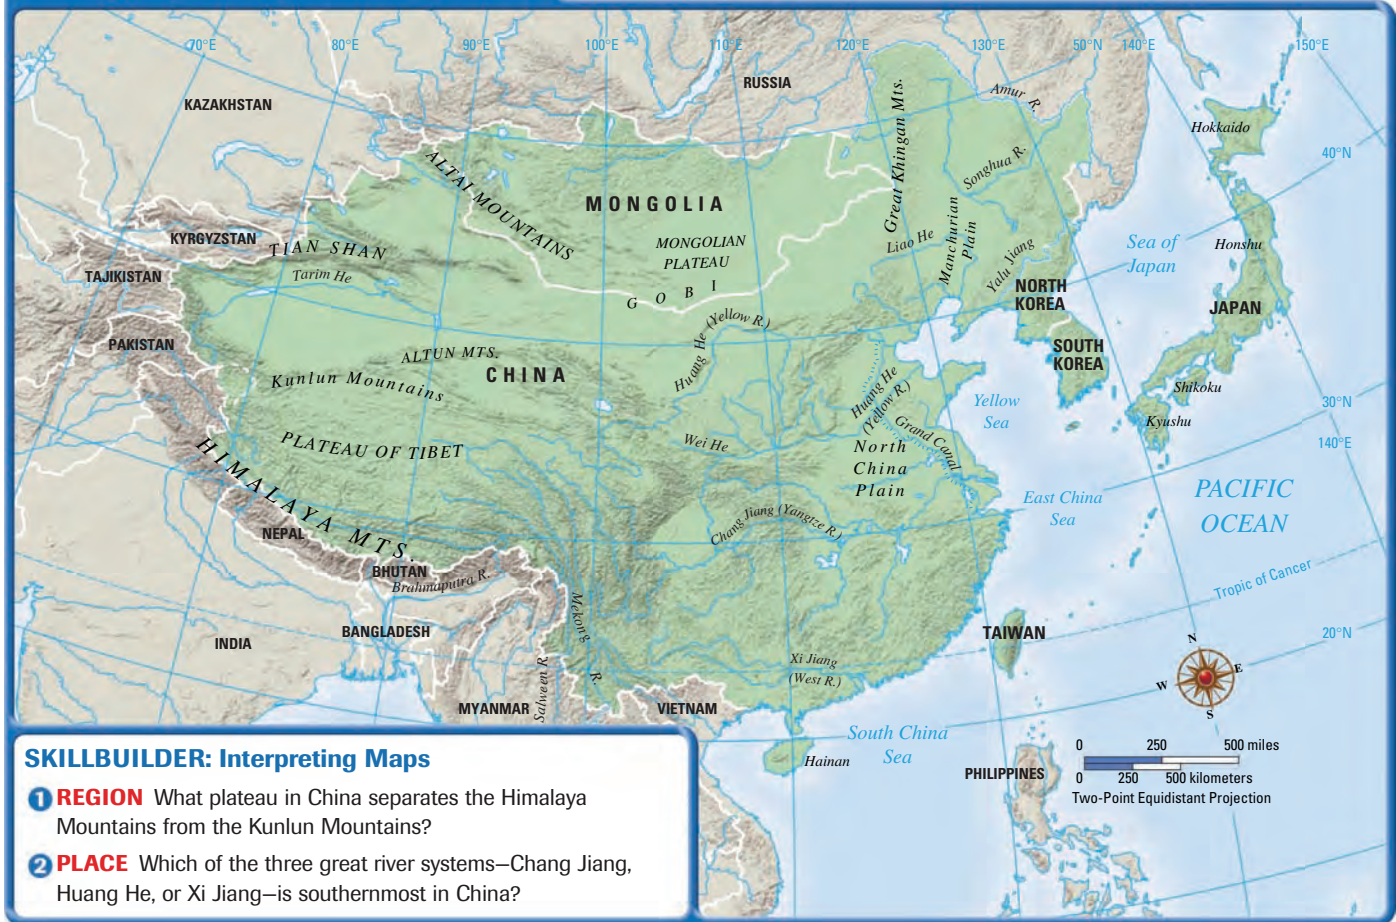 70°E
80°E
90°E
100°E
110°E
120°E
130°E
50°N
140°E
150°E
RUSSIA
KAZAKHSTAN
Amur R.
Great Khingan Mts.
Hokkaido
40°N
ALTAI MOUNTAINS
MONGOLIA
Songhua R.
KYRGYZSTAN
TIAN SHAN
MONGOLIAN
PLATEAU
Liao He
Manchurian
Plain
Yalu Jiang
Sea of
Japan
Honshu
TAJIKISTAN
Tarim He
GOBI
NORTH
KOREA
JAPAN
PAKISTAN
ALTUN MTS.
Huang He (Yellow R.)
SOUTH
KOREA
Kunlun Mountains
CHINA
Huang He
(Yellow R.)
Yellow
Sea
Shikoku
Kyushu
30°N
PLATEAU OF TIBET
Wei He
Grand Canal
North
China
Plain
140°E
HIMALAYA MTS.
Chang Jiang (Yangtze R.)
East China
Sea
PACIFIC
OCEAN
NEPAL
BHUTAN
Brahmaputra R.
Tropic of Cancer
INDIA
BANGLADESH
Mekong R.
TAIWAN
20°N
Xi Jiang
(West R.)
N
E
W
S
MYANMAR
Salween R.
VIETNAM
South China
Sea
Hainan
PHILIPPINES
0 250 500 miles
0 250 500 kilometers
Two-Point Equidistant Projection
SKILLBUILDER: Interpreting Maps
1 REGION What plateau in China separates the Himalaya
Mountains from the Kunlun Mountains?
2 PLACE Which of the three great river systems—Chang Jiang,
Huang He, or Xi Jiang—is southernmost in China?